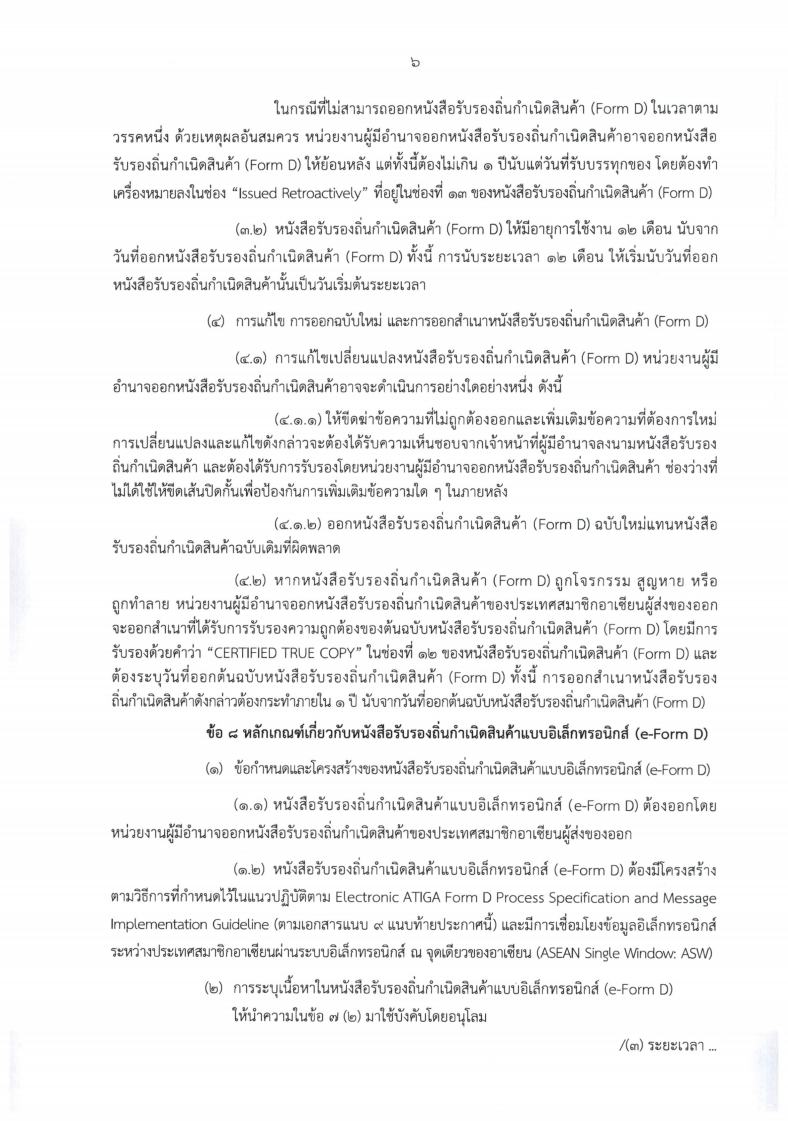 ๖
ในกรณีที่ไม่สามารถออกหนังสือรับรองถิ่นกำเนิดสินค้า (Form D) ในเวลาตาม
วรรคหนึ่ง ด้วยเหตุผลอันสมควร หน่วยงานผู้มีอำนาจออกหนังสือรับรองถิ่นกำเนิดสินค้าอาจออกหนังสือ
รับรองถิ่นกำเนิดสินค้า (Form D) ให้ย้อนหลัง แต่ทั้งนี้ต้องไม่เกิน ๑ ปีนับแต่วันที่รับบรรทุกของ โดยต้องทำ
เครื่องหมายลงในช่อง “Issued Retroactively” ที่อยู่ในช่องที่ ๑๓ ของหนังสือรับรองถิ่นกำเนิดสินค้า (Form D)
(๓.๒) หนังสือรับรองถิ่นกำเนิดสินค้า (Form D) ให้มีอายุการใช้งาน ๑๒ เดือน นับจาก
วันที่ออกหนังสือรับรองถิ่นกำเนิดสินค้า (Form D) ทั้งนี้ การนับระยะเวลา ๑๒ เดือน ให้เริ่มนับวันที่ออก
หนังสือรับรองถิ่นกำเนิดสินค้านั้นเป็นวันเริ่มต้นระยะเวลา
(๔) การแก้ไข การออกฉบับใหม่ และการออกสำเนาหนังสือรับรองถิ่นกำเนิดสินค้า (Form D)
(๔.๑) การแก้ไขเปลี่ยนแปลงหนังสือรับรองถิ่นกำเนิดสินค้า (Form D) หน่วยงานผู้มี
อำนาจออกหนังสือรับรองถิ่นกำเนิดสินค้าอาจจะดำเนินการอย่างใดอย่างหนึ่ง ดังนี้
(๔.๑.๑) ให้ขีดฆ่าข้อความที่ไม่ถูกต้องออกและเพิ่มเติมข้อความที่ต้องการใหม่
การเปลี่ยนแปลงและแก้ไขดังกล่าวจะต้องได้รับความเห็นชอบจากเจ้าหน้าที่ผู้มีอำนาจลงนามหนังสือรับรอง
ถิ่นกำเนิดสินค้า และต้องได้รับการรับรองโดยหน่วยงานผู้มีอำนาจออกหนังสือรับรองถิ่นกำเนิดสินค้า ช่องว่างที่
ไม่ได้ใช้ให้ขีดเส้นปิดกั้นเพื่อป้องกันการเพิ่มเติมข้อความใด ๆ ในภายหลัง
(๔.๑.๒) ออกหนังสือรับรองถิ่นกำเนิดสินค้า (Form D) ฉบับใหม่แทนหนังสือ
รับรองถิ่นกำเนิดสินค้าฉบับเดิมที่ผิดพลาด
(๔.๒) หากหนังสือรับรองถิ่นกำเนิดสินค้า (Form D) ถูกโจรกรรม สูญหาย หรือ
ถูกทำลาย หน่วยงานผู้มีอำนาจออกหนังสือรับรองถิ่นกำเนิดสินค้าของประเทศสมาชิกอาเซียนผู้ส่งของออก
จะออกสำเนาที่ได้รับการรับรองความถูกต้องของต้นฉบับหนังสือรับรองถิ่นกำเนิดสินค้า (Form D) โดยมีการ
รับรองด้วยคำว่า “CERTIFIED TRUE COPY” ในช่องที่ ๑๒ ของหนังสือรับรองถิ่นกำเนิดสินค้า (Form D) และ
ต้องระบุวันที่ออกต้นฉบับหนังสือรับรองถิ่นกำเนิดสินค้า (Form D) ทั้งนี้ การออกสำเนาหนังสือรับรอง
ถิ่นกำเนิดสินค้าดังกล่าวต้องกระทำภายใน ๑ ปี นับจากวันที่ออกต้นฉบับหนังสือรับรองถิ่นกำเนิดสินค้า (Form D)
ข้อ ๘ หลักเกณฑ์เกี่ยวกับหนังสือรับรองถิ่นกำเนิดสินค้าแบบอิเล็กทรอนิกส์ (e-Form D)
(๑) ข้อกำหนดและโครงสร้างของหนังสือรับรองถิ่นกำเนิดสินค้าแบบอิเล็กทรอนิกส์ (e-Form D)
(๑.๑) หนังสือรับรองถิ่นกำเนิดสินค้าแบบอิเล็กทรอนิกส์ (e-Form D) ต้องออกโดย
หน่วยงานผู้มีอำนาจออกหนังสือรับรองถิ่นกำเนิดสินค้าของประเทศสมาชิกอาเซียนผู้ส่งของออก
(๑.๒) หนังสือรับรองถิ่นกำเนิดสินค้าแบบอิเล็กทรอนิกส์ (e-Form D) ต้องมีโครงสร้าง
ตามวิธีการที่กำหนดไว้ในแนวปฏิบัติตาม Electronic ATIGA Form D Process Specification and Message
Implementation Guideline (ตามเอกสารแนบ ๙ แนบท้ายประกาศนี้) และมีการเชื่อมโยงข้อมูลอิเล็กทรอนิกส์
ระหว่างประเทศสมาชิกอาเซียนผ่านระบบอิเล็กทรอนิกส์ ณ จุดเดียวของอาเซียน (ASEAN Single Window: ASW)
(๒) การระบุเนื้อหาในหนังสือรับรองถิ่นกำเนิดสินค้าแบบอิเล็กทรอนิกส์ (e-Form D)
ให้นำความในข้อ ๗ (๒) มาใช้บังคับโดยอนุโลม
/(๓) ระยะเวลา ...